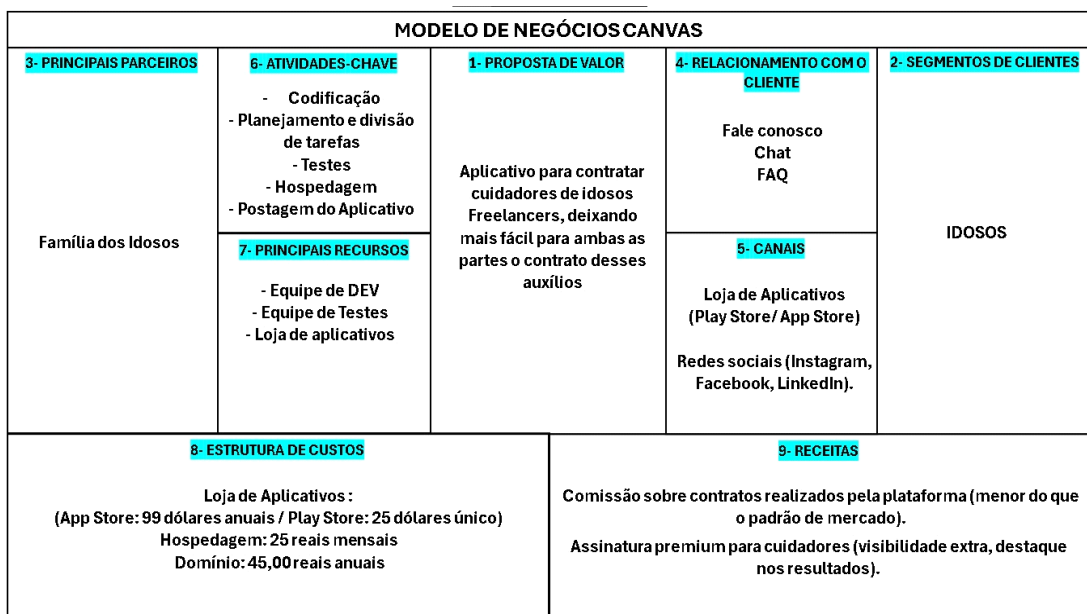 MODELO DE NEGÓCIOS CANVAS
3- PRINCIPAIS PARCEIROS
Família dos Idosos
6- ATIVIDADES-CHAVE
- Codificação
- Planejamento e divisão
de tarefas
- Testes
- Hospedagem
- Postagem do Aplicativo
7- PRINCIPAIS RECURSOS
- Equipe de DEV
- Equipe de Testes
- Loja de aplicativos
1- PROPOSTA DE VALOR
Aplicativo para contratar
cuidadores de idosos
Freelancers, deixando
mais fácil para ambas as
partes o contrato desses
auxílios
4- RELACIONAMENTO COM O
CLIENTE
Fale conosco
Chat
FAQ
5- CANAIS
Loja de Aplicativos
(Play Store/ App Store)
Redes sociais (Instagram,
Facebook, LinkedIn).
2- SEGMENTOS DE CLIENTES
IDOSOS
8- ESTRUTURA DE CUSTOS
Loja de Aplicativos :
(App Store: 99 dólares anuais / Play Store: 25 dólares único)
Hospedagem: 25 reais mensais
Domínio: 45,00 reais anuais
9- RECEITAS
Comissão sobre contratos realizados pela plataforma (menor do que
o padrão de mercado).
Assinatura premium para cuidadores (visibilidade extra, destaque
nos resultados).